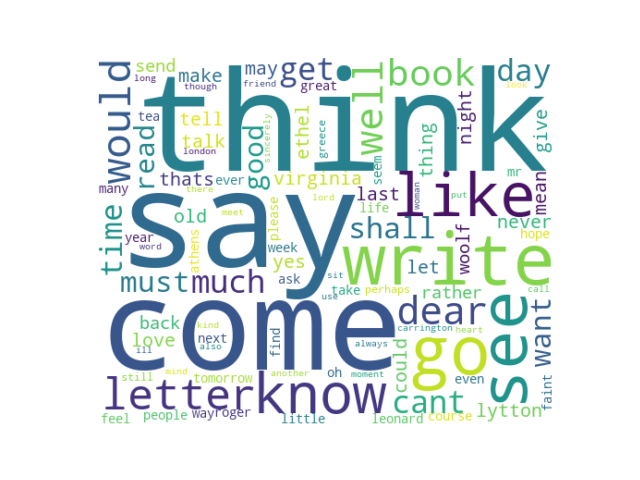 send make may get book day
long though friend great look
would think
tea tell talk read good ethel greece well seem night thing give
london sincerely
many thats ever virginia last like mean mr
there lord life woman put
say
time old meet please shall write never hope
year word athens week yes ask let woolf
must much sit take perhaps rather call
use
come dear go see want
back love kind next also find carrington heart
ill always could
mind another oh moment even faint
still tomorrow
letter know cant lytton
feel people wayroger little leonard course